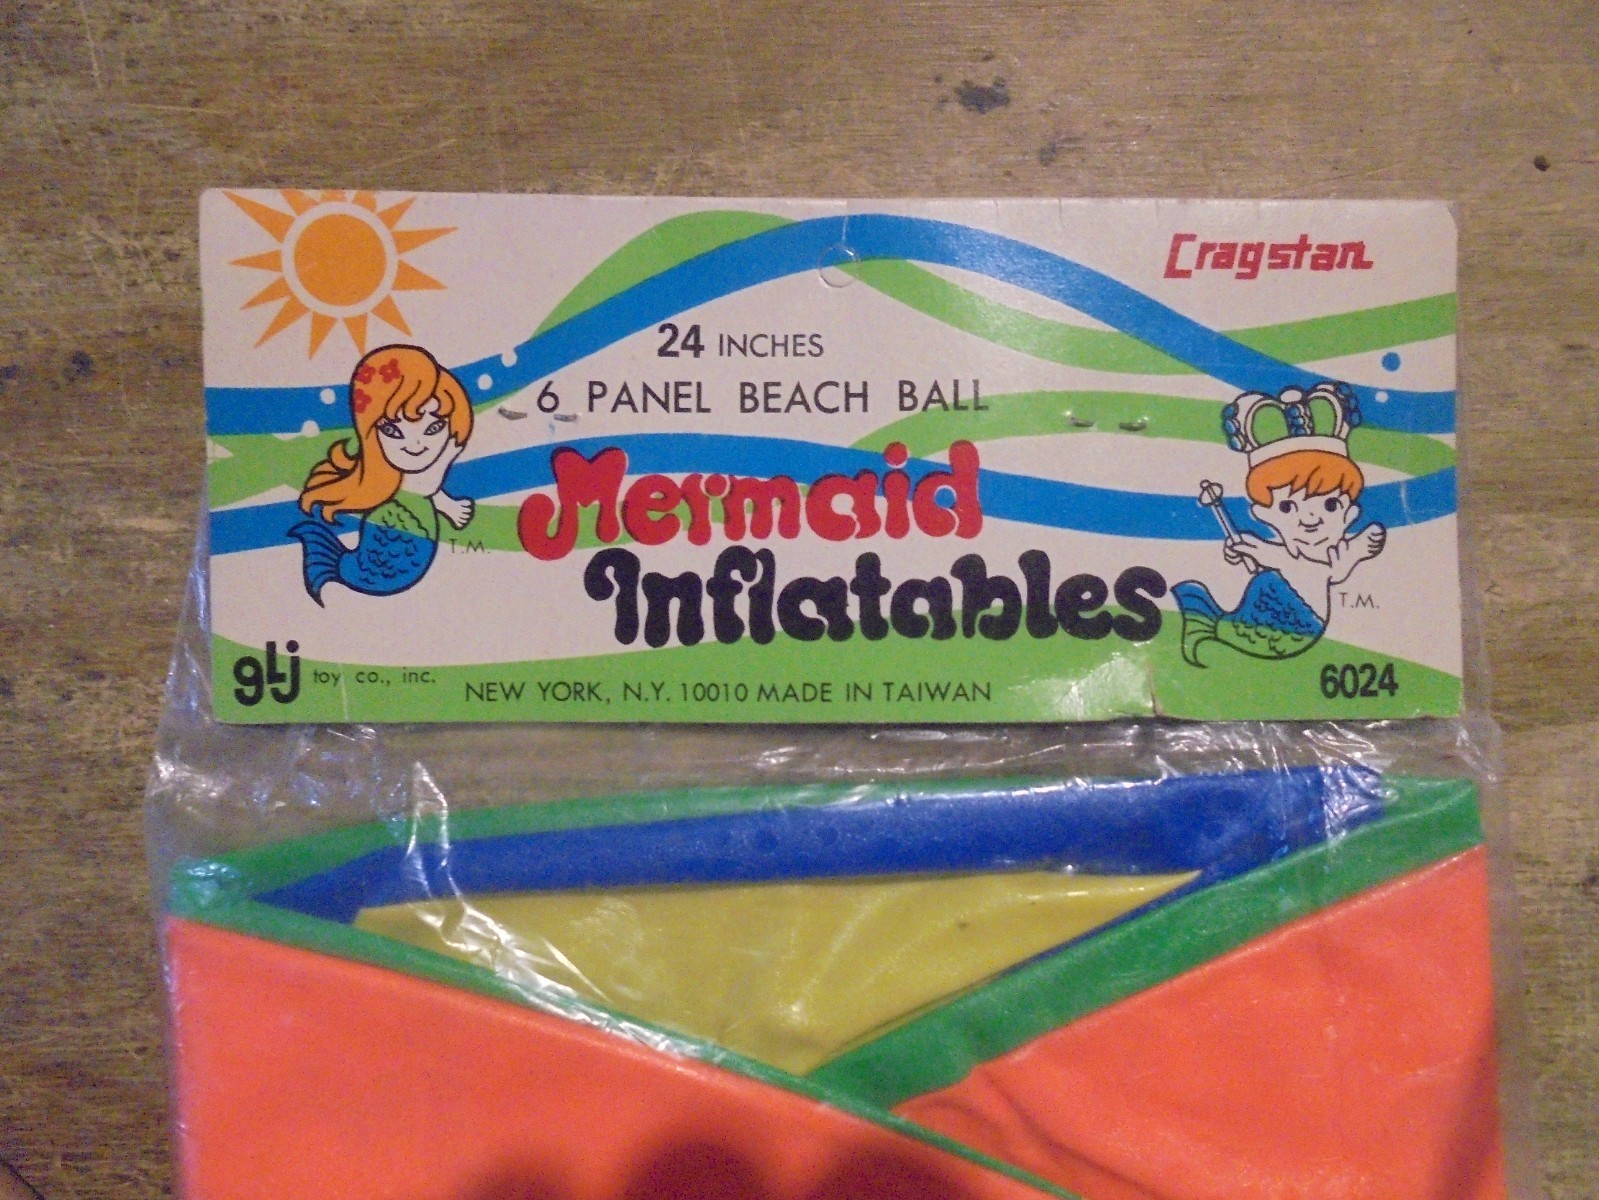 Cragstan
24 INCHES
6 PANEL BEACH BALL
Mermaid
Inflatables
T.M.
T.M.
gLj toy co., inc. NEW YORK, N.Y. 10010 MADE IN TAIWAN
6024